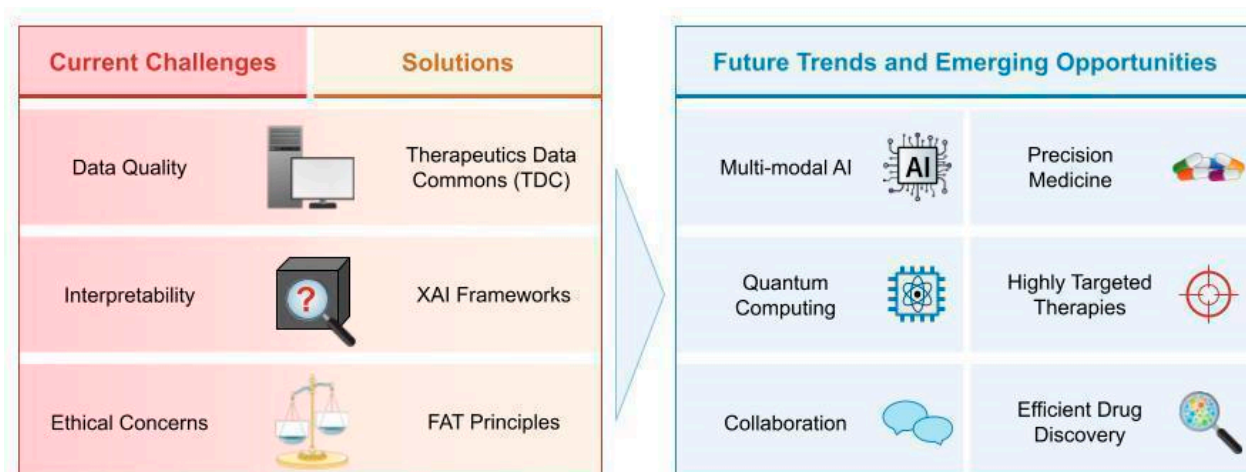 Current Challenges
Solutions
Future Trends and Emerging Opportunities
Data Quality
Therapeutics Data
Commons (TDC)
Multi-modal AI
AI
Precision
Medicine
Interpretability
?
XAI Frameworks
Quantum
Computing
Highly Targeted
Therapies
Ethical Concerns
FAT Principles
Collaboration
Efficient Drug
Discovery